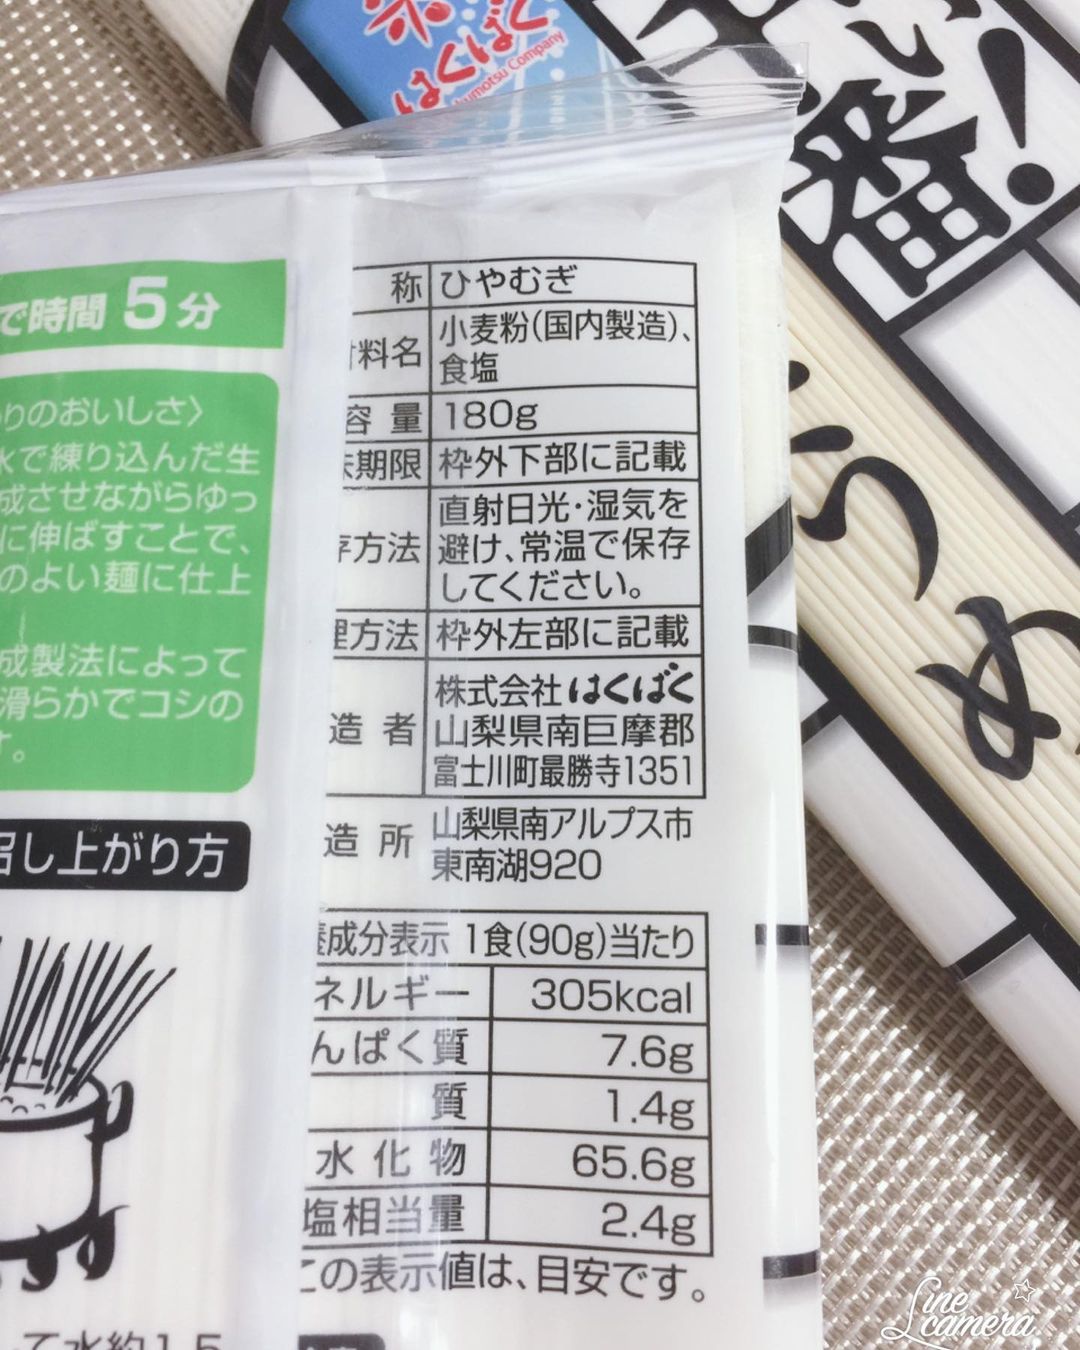 ぱくばく
kumotsu Company
番!
で時間 5分
りのおいしさ〉
水で練り込んだ生
成させながらゆっ
に伸ばすことで、
のよい麺に仕上
成製法によって
滑らかでコシの
す。
召し上がり方
称 ひやむぎ
材料名 小麦粉(国内製造)、
食塩
容量 180g
味期限 枠外下部に記載
存方法 直射日光・湿気を
避け、常温で保存
してください。
理方法 枠外左部に記載
造者 株式会社はくばく
山梨県南巨摩郡
富士川町最勝寺1351
造所 山梨県南アルプス市
東南湖920
養成分表示 1食(90g)当たり
ネルギー 305kcal
んぱく質 7.6g
質 1.4g
水化物 65.6g
塩相当量 2.4g
この表示値は、目安です。
て水約1.5
Line camera